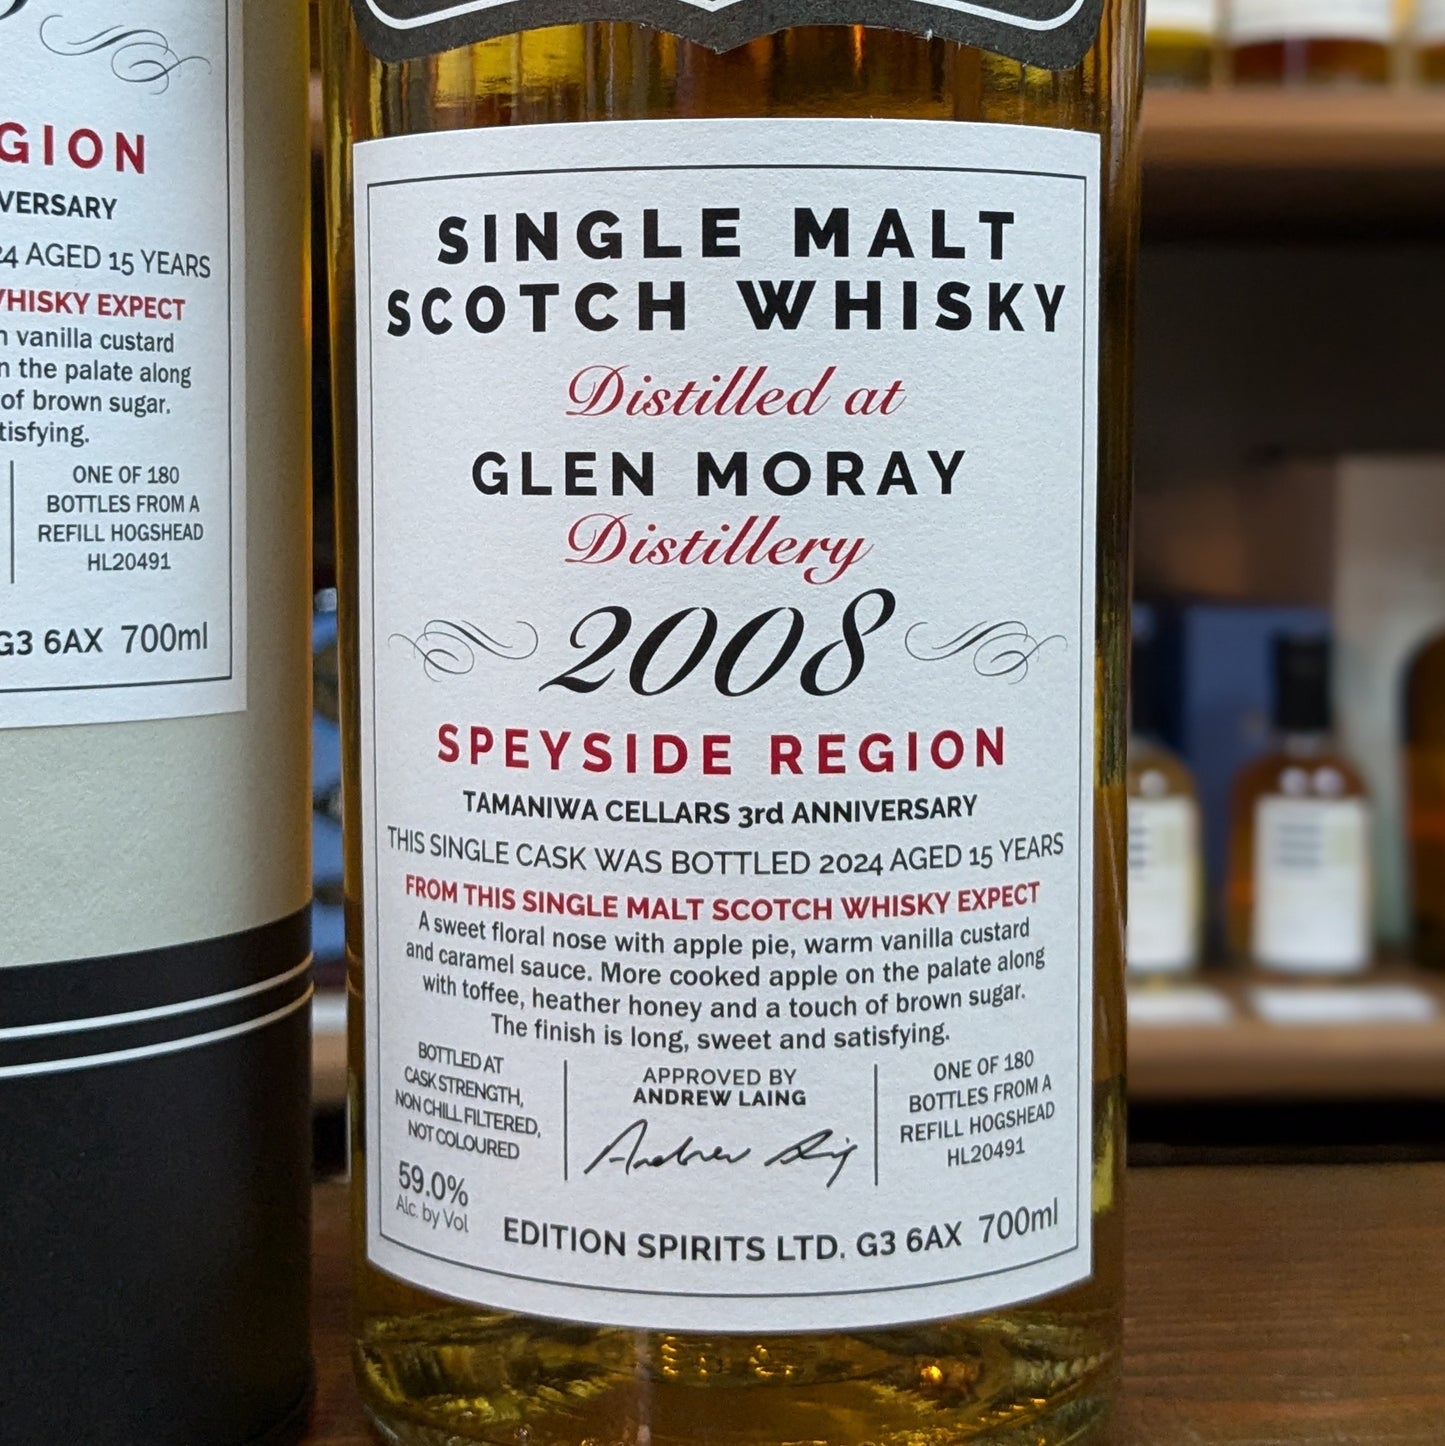 GION
VERSARY
24 AGED 15 YEARS
WHISKY EXPECT
vanilla custard
n the palate along
of brown sugar.
tisfying.
ONE OF 180
BOTTLES FROM A
REFILL HOGSHEAD
HL20491
G3 6AX 700ml
SINGLE MALT
SCOTCH WHISKY
Distilled at
GLEN MORAY
Distillery
2008
SPEYSIDE REGION
TAMANIWA CELLARS 3rd ANNIVERSARY
THIS SINGLE CASK WAS BOTTLED 2024 AGED 15 YEARS
FROM THIS SINGLE MALT SCOTCH WHISKY EXPECT
A sweet floral nose with apple pie, warm vanilla custard
and caramel sauce. More cooked apple on the palate along
with toffee, heather honey and a touch of brown sugar.
The finish is long, sweet and satisfying.
BOTTLED AT
CASK STRENGTH,
NON CHILL FILTERED,
NOT COLOURED
59.0%
Alc. by Vol
APPROVED BY
ANDREW LAING
ONE OF 180
BOTTLES FROM A
REFILL HOGSHEAD
HL20491
EDITION SPIRITS LTD. G3 6AX 700ml